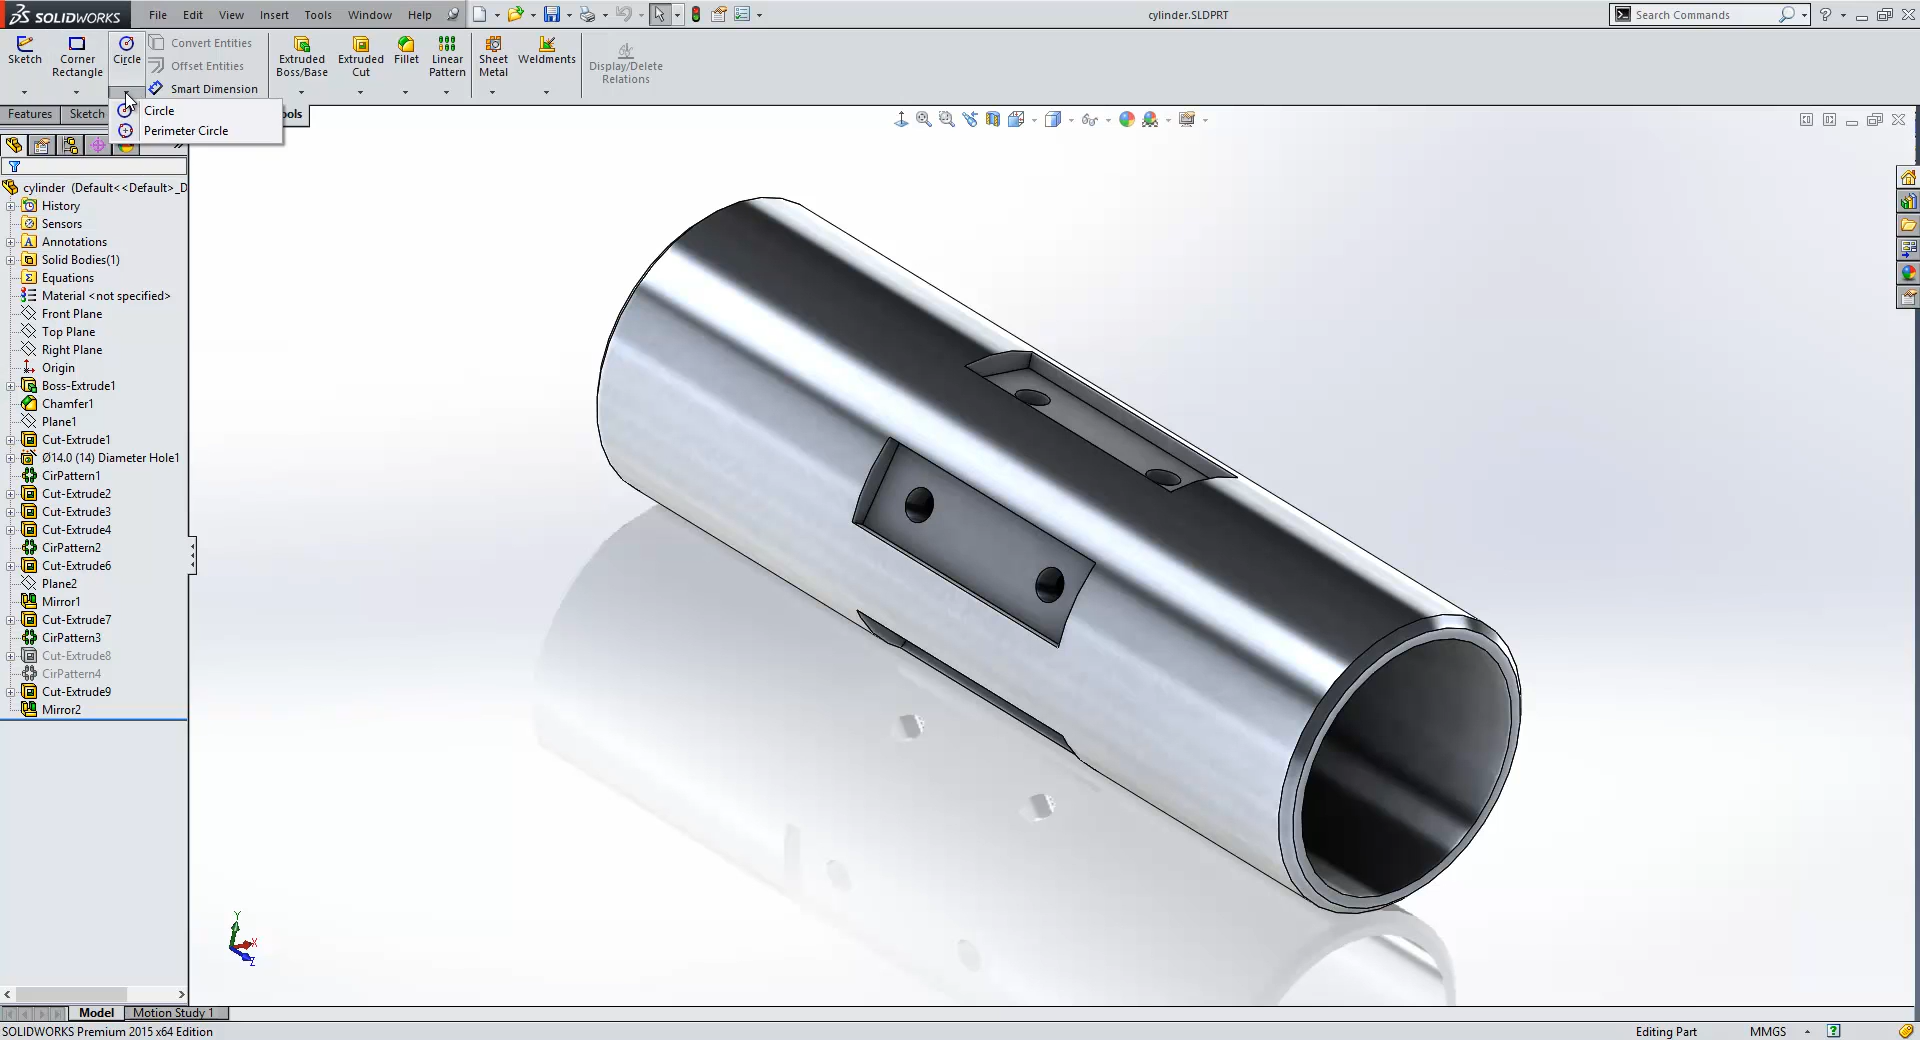 SOLIDWORKS File Edit View Insert Tools Window Help cylinder.SLDPRT Search Commands
Sketch Corner Rectangle Circle Convert Entities Offset Entities Smart Dimension Extruded Boss/Base Extruded Cut Fillet Linear Pattern Sheet Metal Weldments Display/Delete Relations
Circle
Perimeter Circle
Features Sketch ools
cylinder (Default<<Default>_D
History
Sensors
Annotations
Solid Bodies(1)
Equations
Material <not specified>
Front Plane
Top Plane
Right Plane
Origin
Boss-Extrude1
Chamfer1
Plane1
Cut-Extrude1
Ø14.0 (14) Diameter Hole1
CirPattern1
Cut-Extrude2
Cut-Extrude3
Cut-Extrude4
CirPattern2
Cut-Extrude6
Plane2
Mirror1
Cut-Extrude7
CirPattern3
Cut-Extrude8
CirPattern4
Cut-Extrude9
Mirror2
Y
X
Z
Model Motion Study 1
SOLIDWORKS Premium 2015 x64 Edition Editing Part MMGS